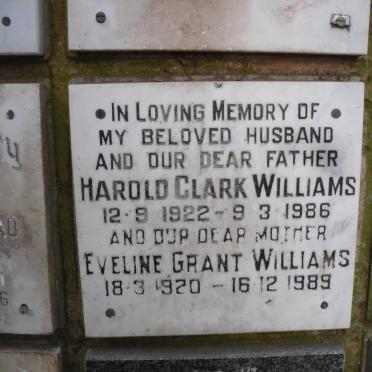 IN LOVING MEMORY OF
MY BELOVED HUSBAND
AND OUR DEAR FATHER
HAROLD CLARK WILLIAMS
12·9 1922 - 9 3 1986
AND OUR DEAR MOTHER
EVELINE GRANT WILLIAMS
18·3 1920 - 16·12 1989